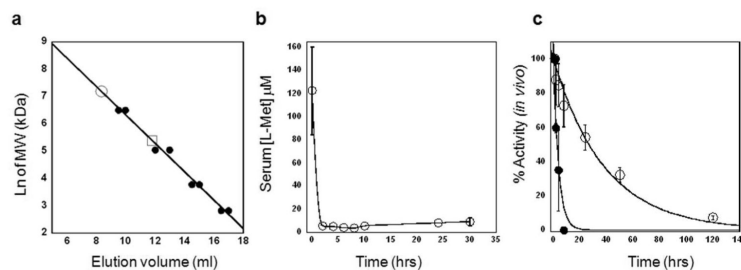 a
Ln of MW (kDa)
9
8
7
6
5
4
3
2
6 8 10 12 14 16 18
Elution volume (ml)
b
Serum [L-Met] µM
160
140
120
100
80
60
40
20
0
0 5 10 15 20 25 30 35
Time (hrs)
c
% Activity (in vivo)
100
80
60
40
20
0
0 20 40 60 80 100 120 14
Time (hrs)